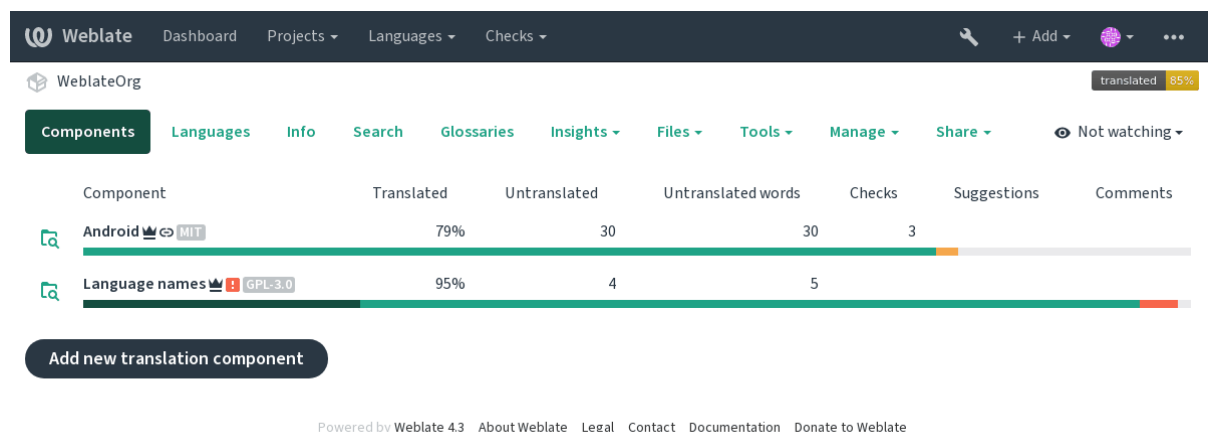 Weblate Dashboard Projects Languages Checks + Add
WeblateOrg translated 85%
Components Languages Info Search Glossaries Insights Files Tools Manage Share Not watching
Component Translated Untranslated Untranslated words Checks Suggestions Comments
Android MIT 79% 30 30 3
Language names ! GPL-3.0 95% 4 5
Add new translation component
Powered by Weblate 4.3 About Weblate Legal Contact Documentation Donate to Weblate